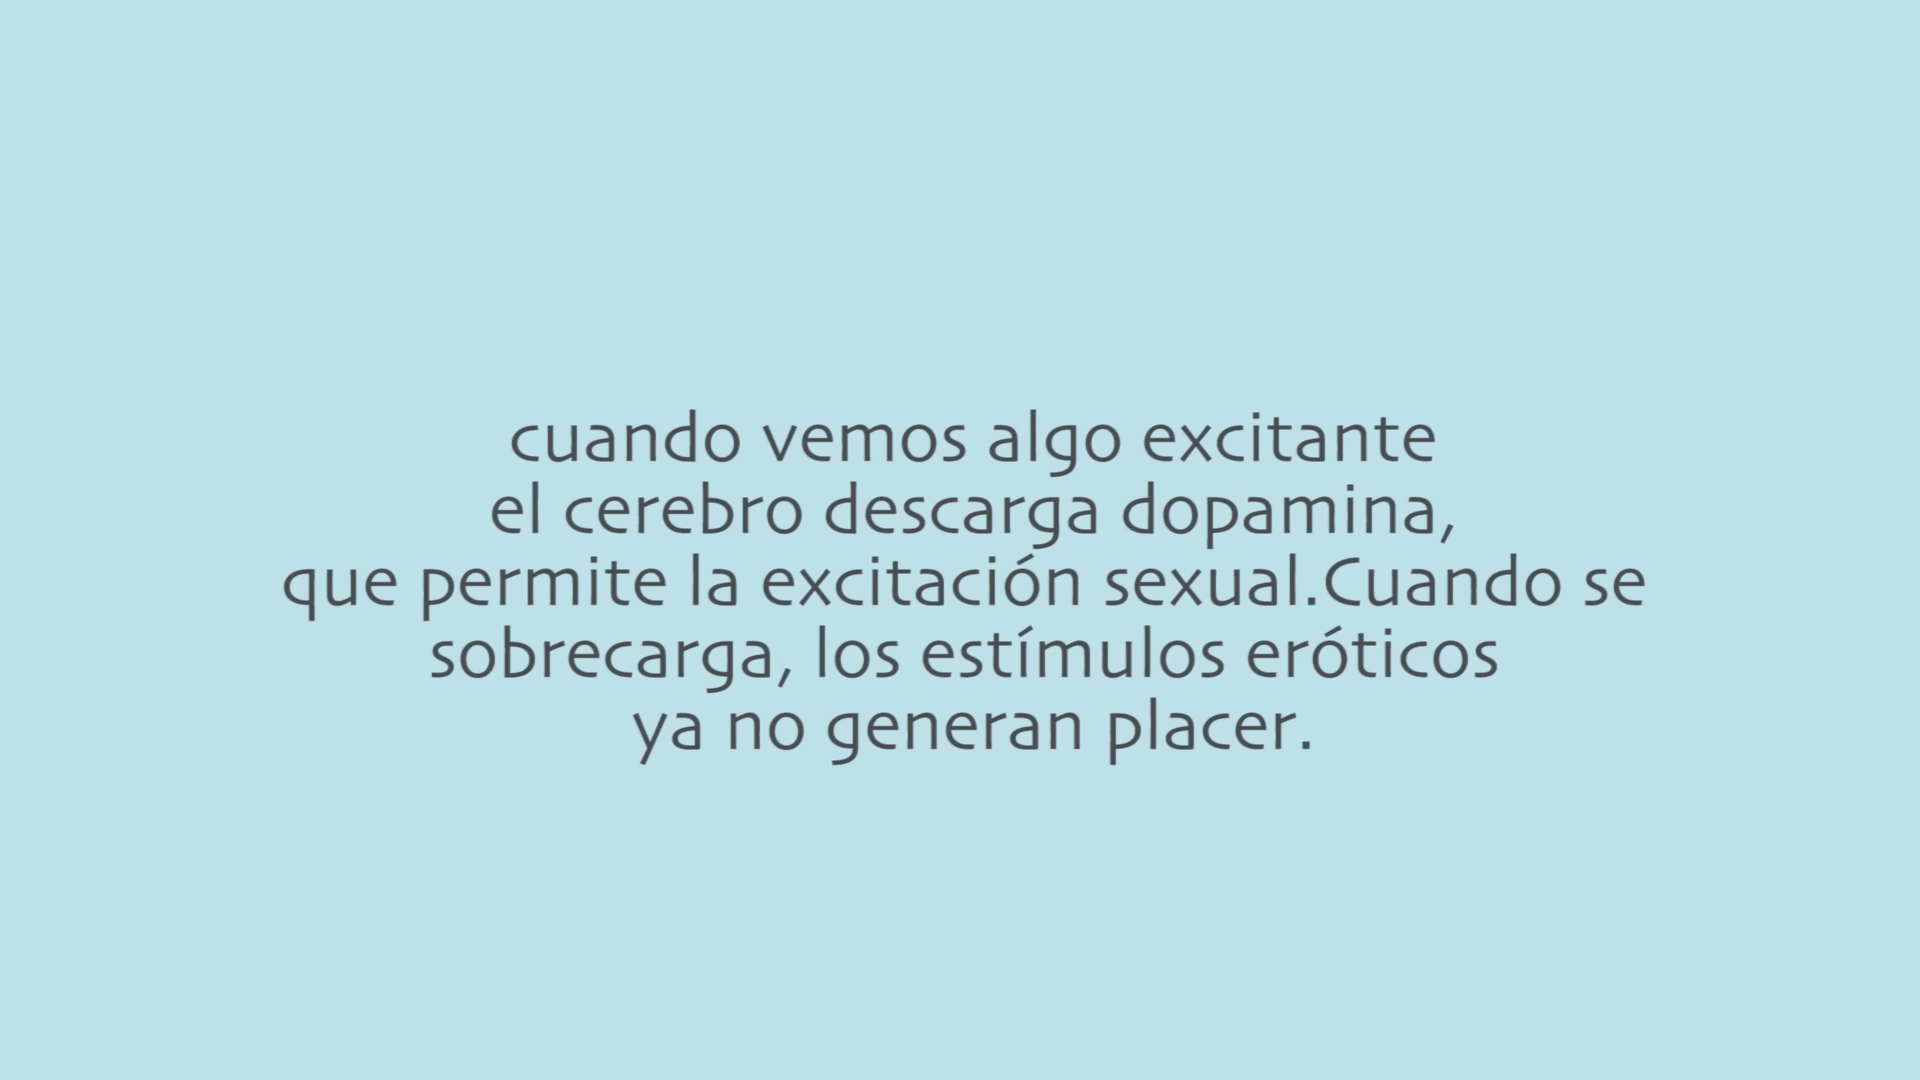 cuando vemos algo excitante
el cerebro descarga dopamina,
que permite la excitación sexual.Cuando se
sobrecarga, los estímulos eróticos
ya no generan placer.